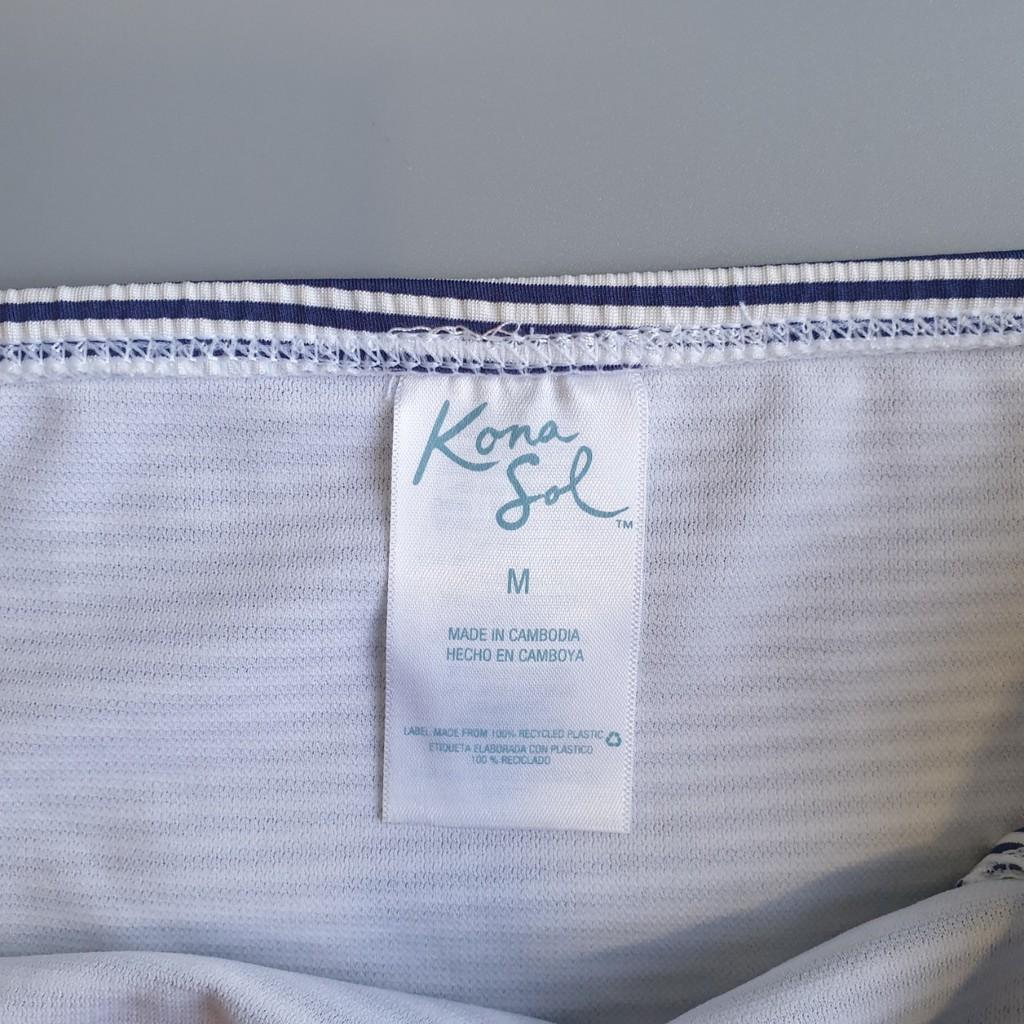 Kona
Sol
TM
M
MADE IN CAMBODIA
HECHO EN CAMBOYA
LABEL MADE FROM 100% RECYCLED PLASTIC
ETIQUETA ELABORADA CON PLASTICO
100 % RECICLADO